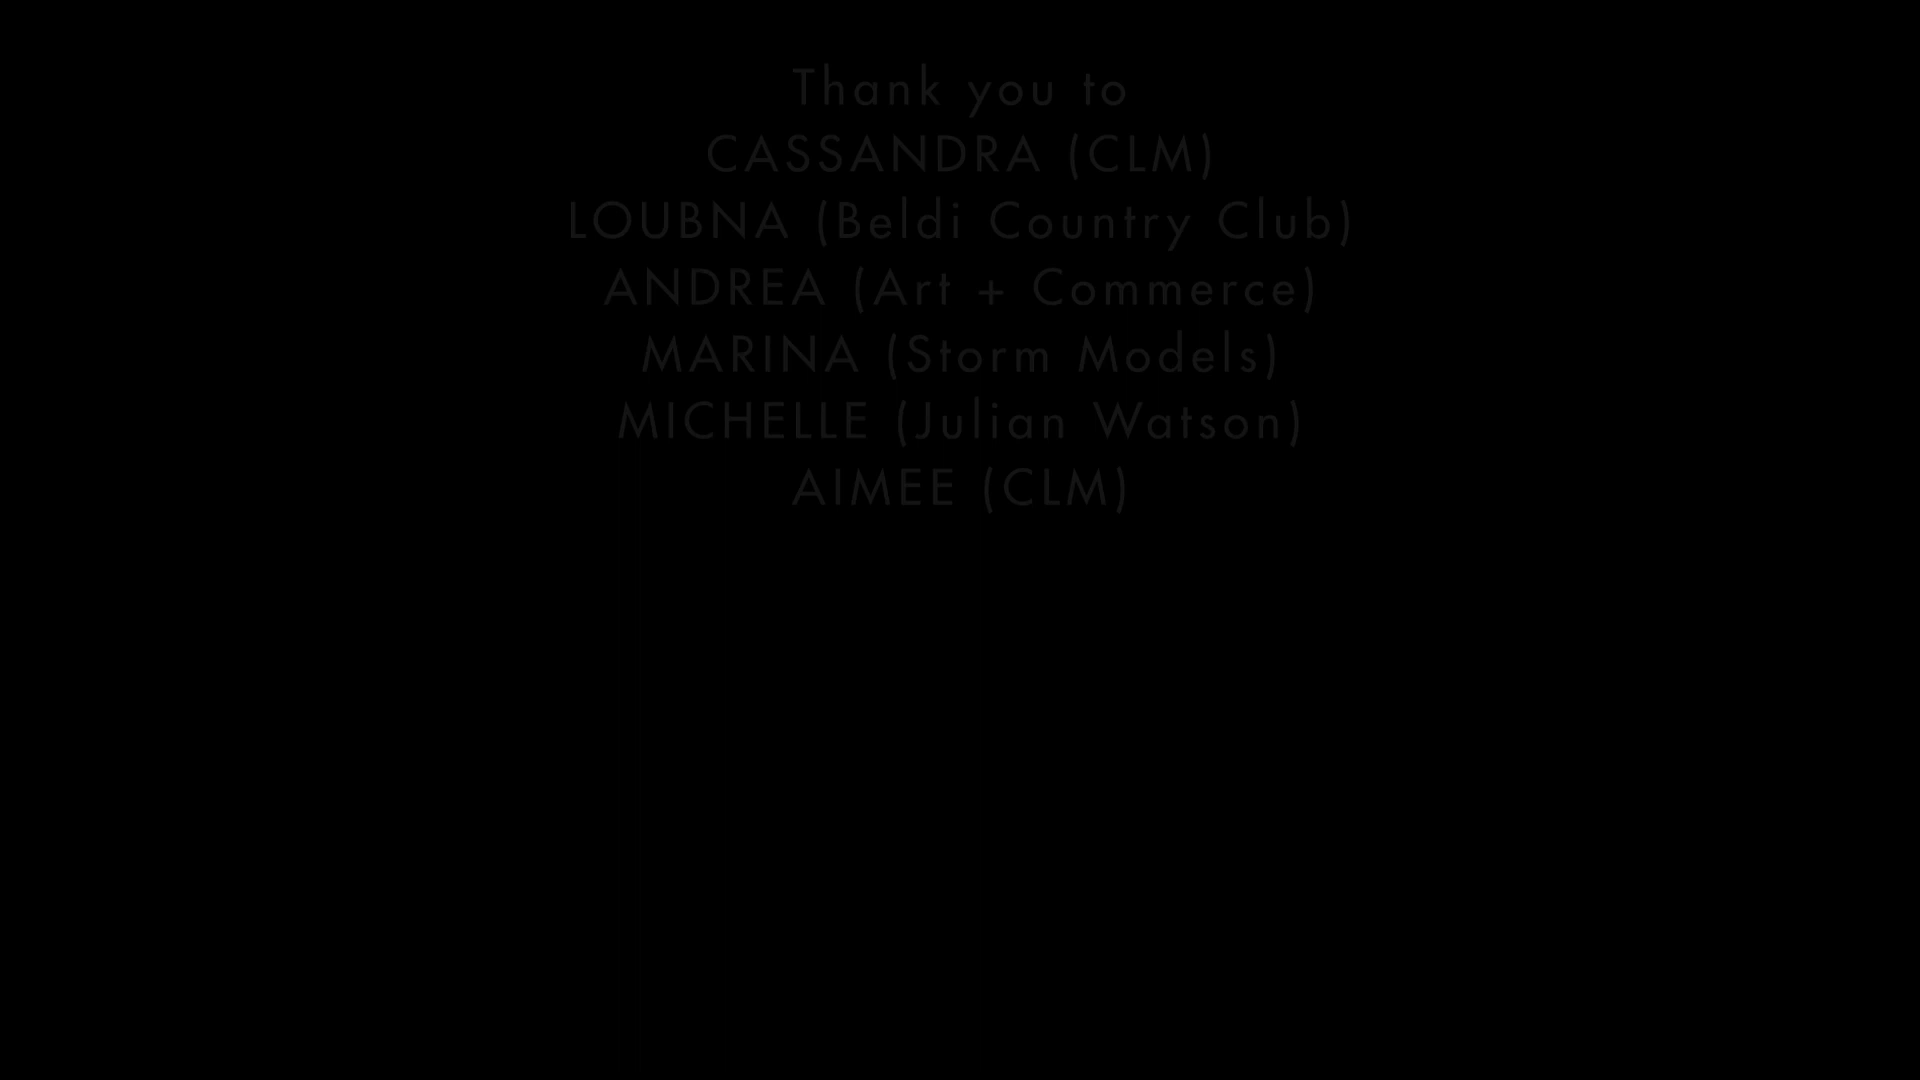 Thank you to
CASSANDRA (CLM)
LOUBNA (Beldi Country Club)
ANDREA (Art + Commerce)
MARINA (Storm Models)
MICHELLE (Julian Watson)
AIMEE (CLM)